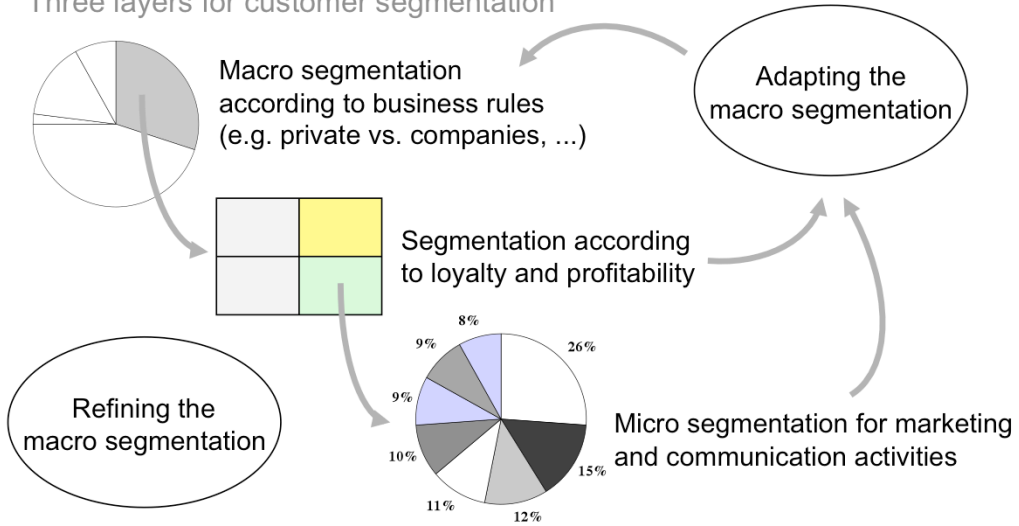 Three layers for customer segmentation
Macro segmentation
according to business rules
(e.g. private vs. companies, ...)
Adapting the
macro segmentation
Segmentation according
to loyalty and profitability
8%
9%
26%
9%
Refining the
macro segmentation
10%
Micro segmentation for marketing
and communication activities
15%
11%
12%